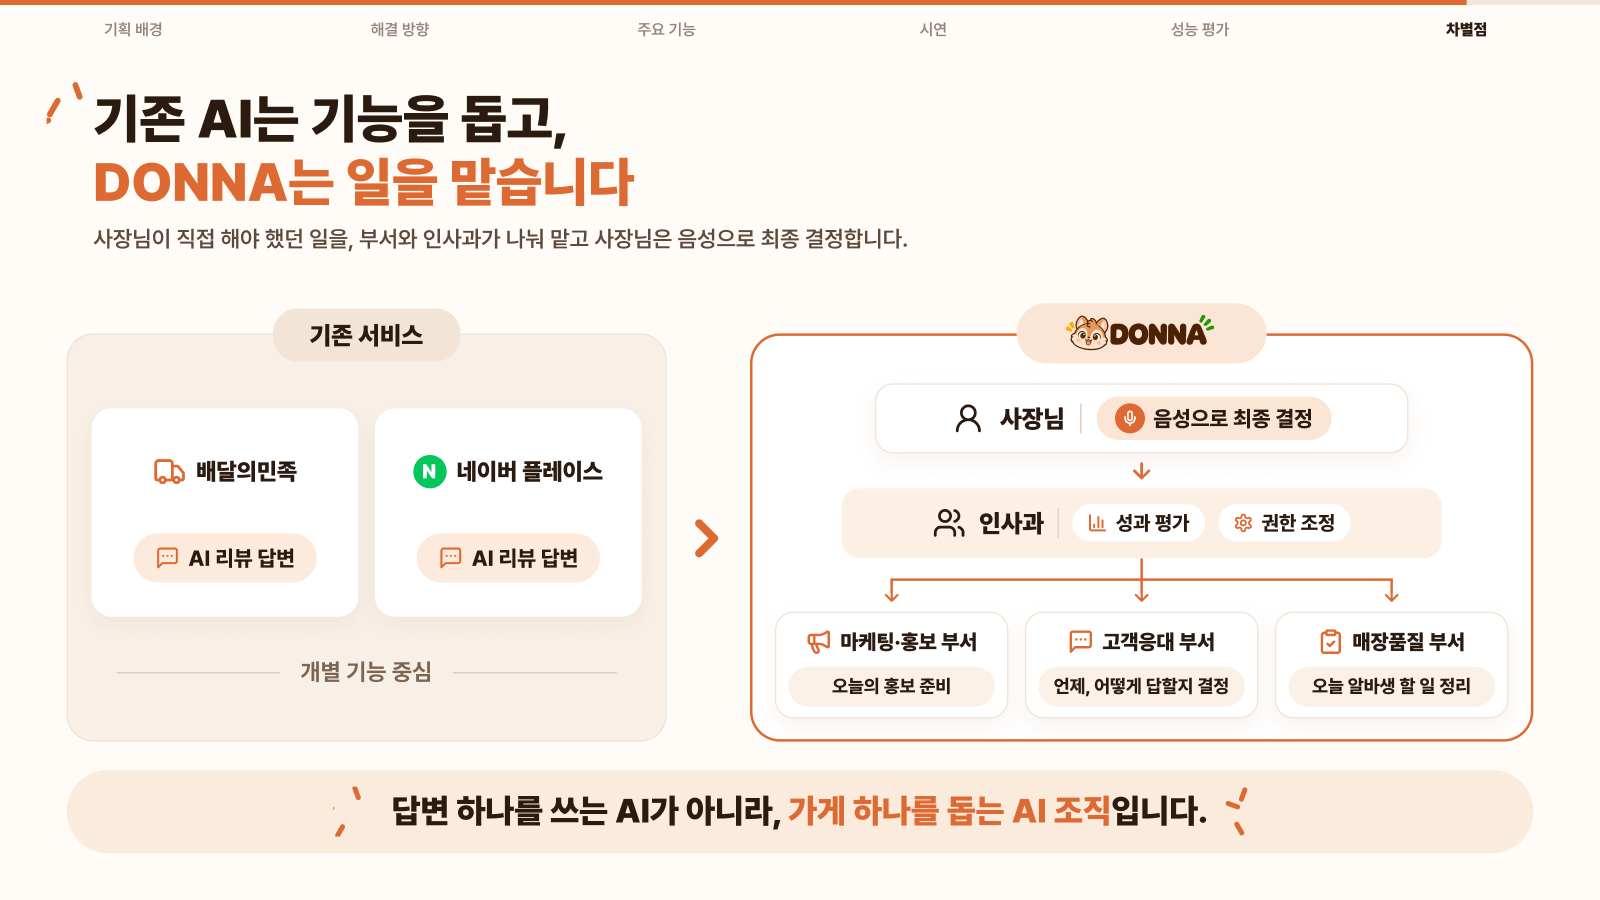 기획 배경
해결 방향
주요 기능
시연
성능 평가
차별점
기존 AI는 기능을 돕고,
DONNA는 일을 맡습니다
사장님이 직접 해야 했던 일을, 부서와 인사과가 나눠 맡고 사장님은 음성으로 최종 결정합니다.
기존 서비스
배달의민족
AI 리뷰 답변
N 네이버 플레이스
AI 리뷰 답변
개별 기능 중심
DONNA
사장님
음성으로 최종 결정
인사과
성과 평가
권한 조정
마케팅·홍보 부서
오늘의 홍보 준비
고객응대 부서
언제, 어떻게 답할지 결정
매장품질 부서
오늘 알바생 할 일 정리
답변 하나를 쓰는 AI가 아니라, 가게 하나를 돕는 AI 조직입니다.